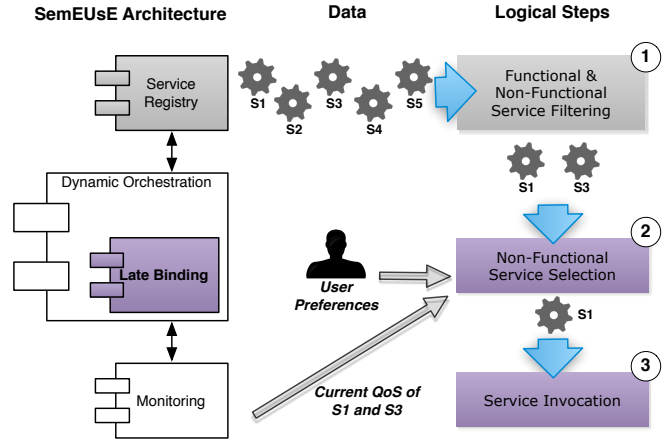 SemEUsE Architecture
Data
Logical Steps
Service
Registry
S1
S2
S3
S4
S5
1
Functional &
Non-Functional
Service Filtering
S1
S3
Dynamic Orchestration
Late Binding
User
Preferences
2
Non-Functional
Service Selection
S1
Monitoring
Current QoS of
S1 and S3
3
Service Invocation